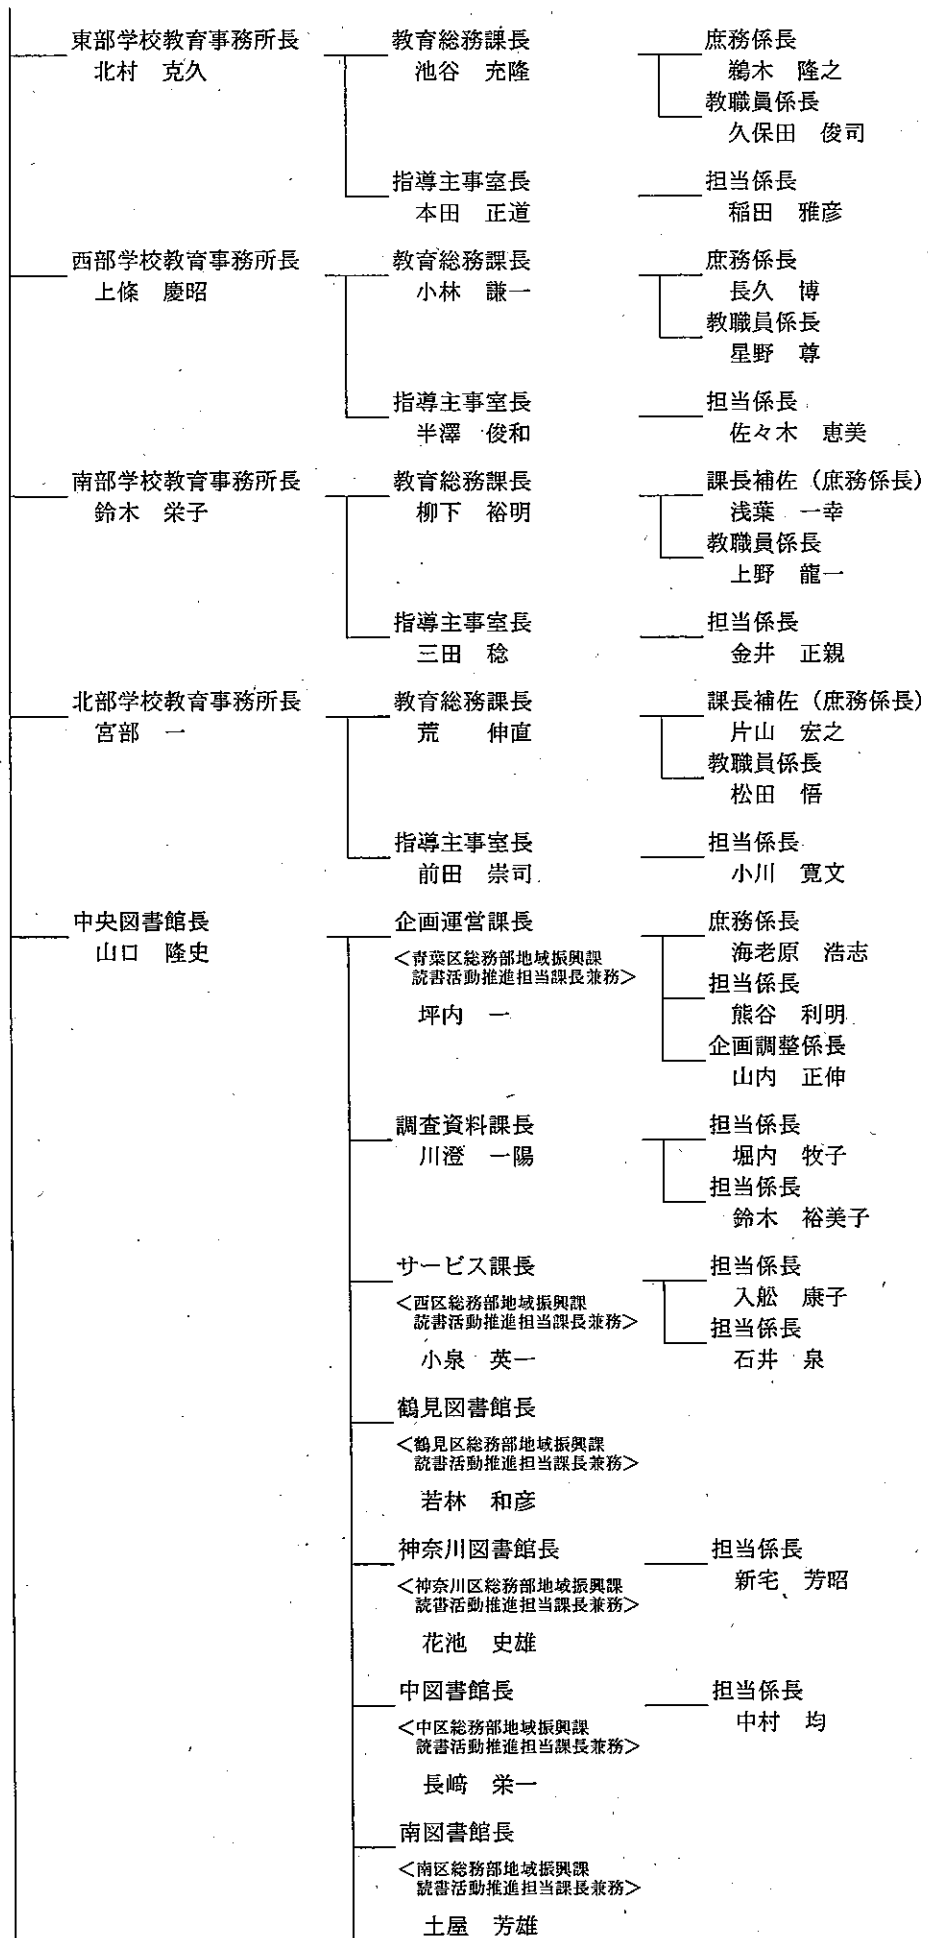 東部学校教育事務所長 教育総務課長 庶務係長
北村 克久 池谷 充隆 鵜木 隆之
教職員係長
久保田 俊司
指導主事室長 担当係長
本田 正道 稲田 雅彦
西部学校教育事務所長 教育総務課長 庶務係長
上條 慶昭 小林 謙一 長久 博
教職員係長
星野 尊
指導主事室長 担当係長
半澤 俊和 佐々木 恵美
南部学校教育事務所長 教育総務課長 課長補佐（庶務係長）
鈴木 栄子 柳下 裕明 浅葉 一幸
教職員係長
上野 龍一
指導主事室長 担当係長
三田 稔 金井 正親
北部学校教育事務所長 教育総務課長 課長補佐（庶務係長）
宮部 一 荒 伸直 片山 宏之
教職員係長
松田 悟
指導主事室長 担当係長
前田 崇司 小川 寛文
中央図書館長 企画運営課長 庶務係長
山口 隆史 ＜青葉区総務部地域振興課 海老原 浩志
読書活動推進担当課長兼務＞ 担当係長
坪内 一 熊谷 利明
企画調整係長
山内 正伸
調査資料課長 担当係長
川澄 一陽 堀内 牧子
担当係長
鈴木 裕美子
サービス課長 担当係長
＜西区総務部地域振興課 入舩 康子
読書活動推進担当課長兼務＞ 担当係長
小泉 英一 石井 泉
鶴見図書館長
＜鶴見区総務部地域振興課
読書活動推進担当課長兼務＞
若林 和彦
神奈川図書館長 担当係長
＜神奈川区総務部地域振興課 新宅 芳昭
読書活動推進担当課長兼務＞
花池 史雄
中図書館長 担当係長
＜中区総務部地域振興課 中村 均
読書活動推進担当課長兼務＞
長﨑 栄一
南図書館長
＜南区総務部地域振興課
読書活動推進担当課長兼務＞
土屋 芳雄